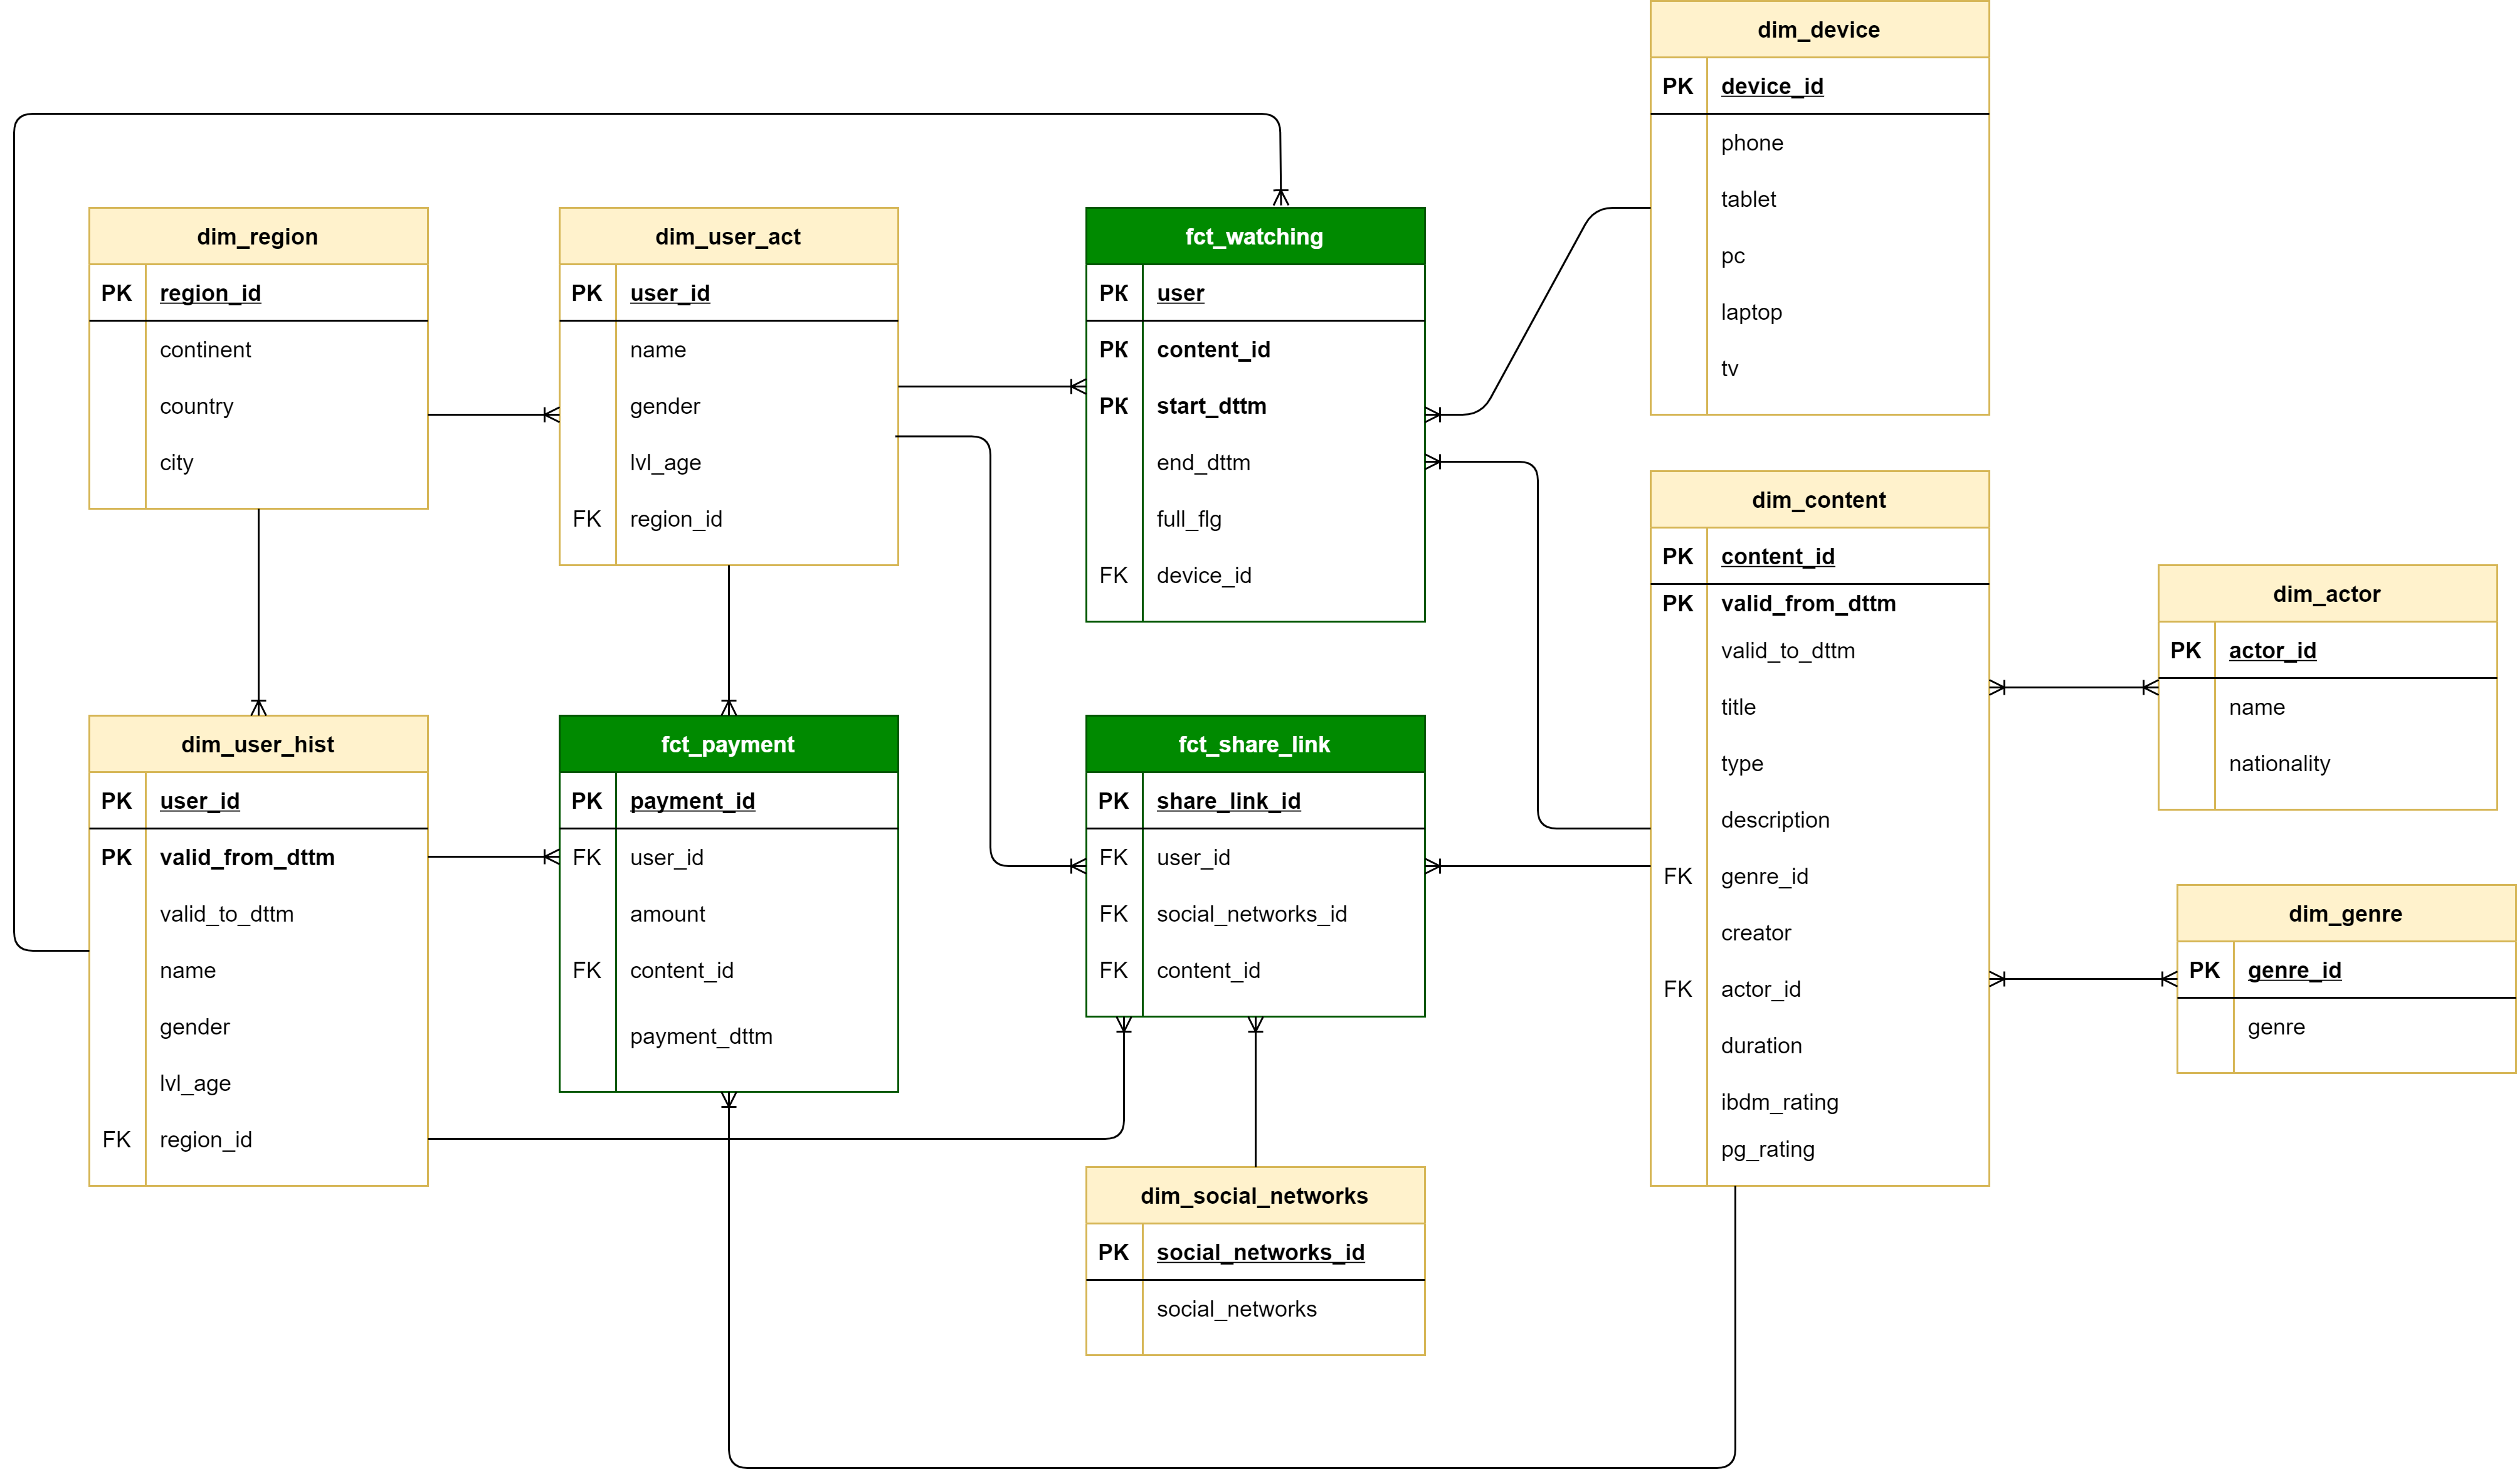 dim_device
PK device_id
phone
tablet
pc
laptop
tv
dim_region
PK region_id
continent
country
city
dim_user_act
PK user_id
name
gender
lvl_age
FK region_id
fct_watching
PK user
PK content_id
PK start_dttm
end_dttm
full_flg
FK device_id
dim_content
PK content_id
PK valid_from_dttm
valid_to_dttm
title
type
description
FK genre_id
creator
FK actor_id
duration
ibdm_rating
pg_rating
dim_actor
PK actor_id
name
nationality
dim_user_hist
PK user_id
PK valid_from_dttm
valid_to_dttm
name
gender
lvl_age
FK region_id
fct_payment
PK payment_id
FK user_id
amount
FK content_id
payment_dttm
fct_share_link
PK share_link_id
FK user_id
FK social_networks_id
FK content_id
dim_genre
PK genre_id
genre
dim_social_networks
PK social_networks_id
social_networks